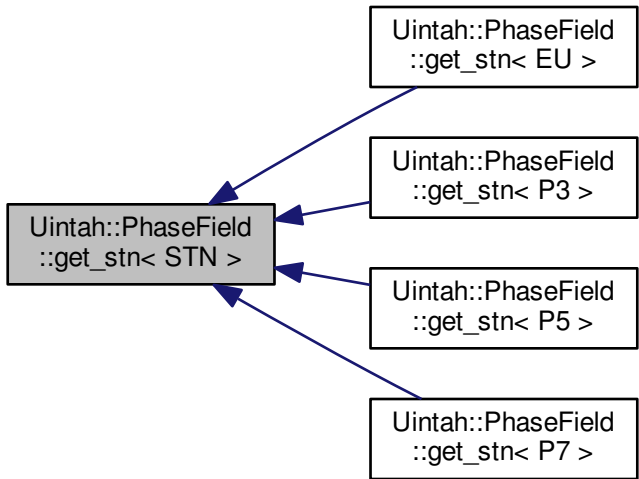 Uintah::PhaseField
::get_stn< STN >
Uintah::PhaseField
::get_stn< EU >
Uintah::PhaseField
::get_stn< P3 >
Uintah::PhaseField
::get_stn< P5 >
Uintah::PhaseField
::get_stn< P7 >